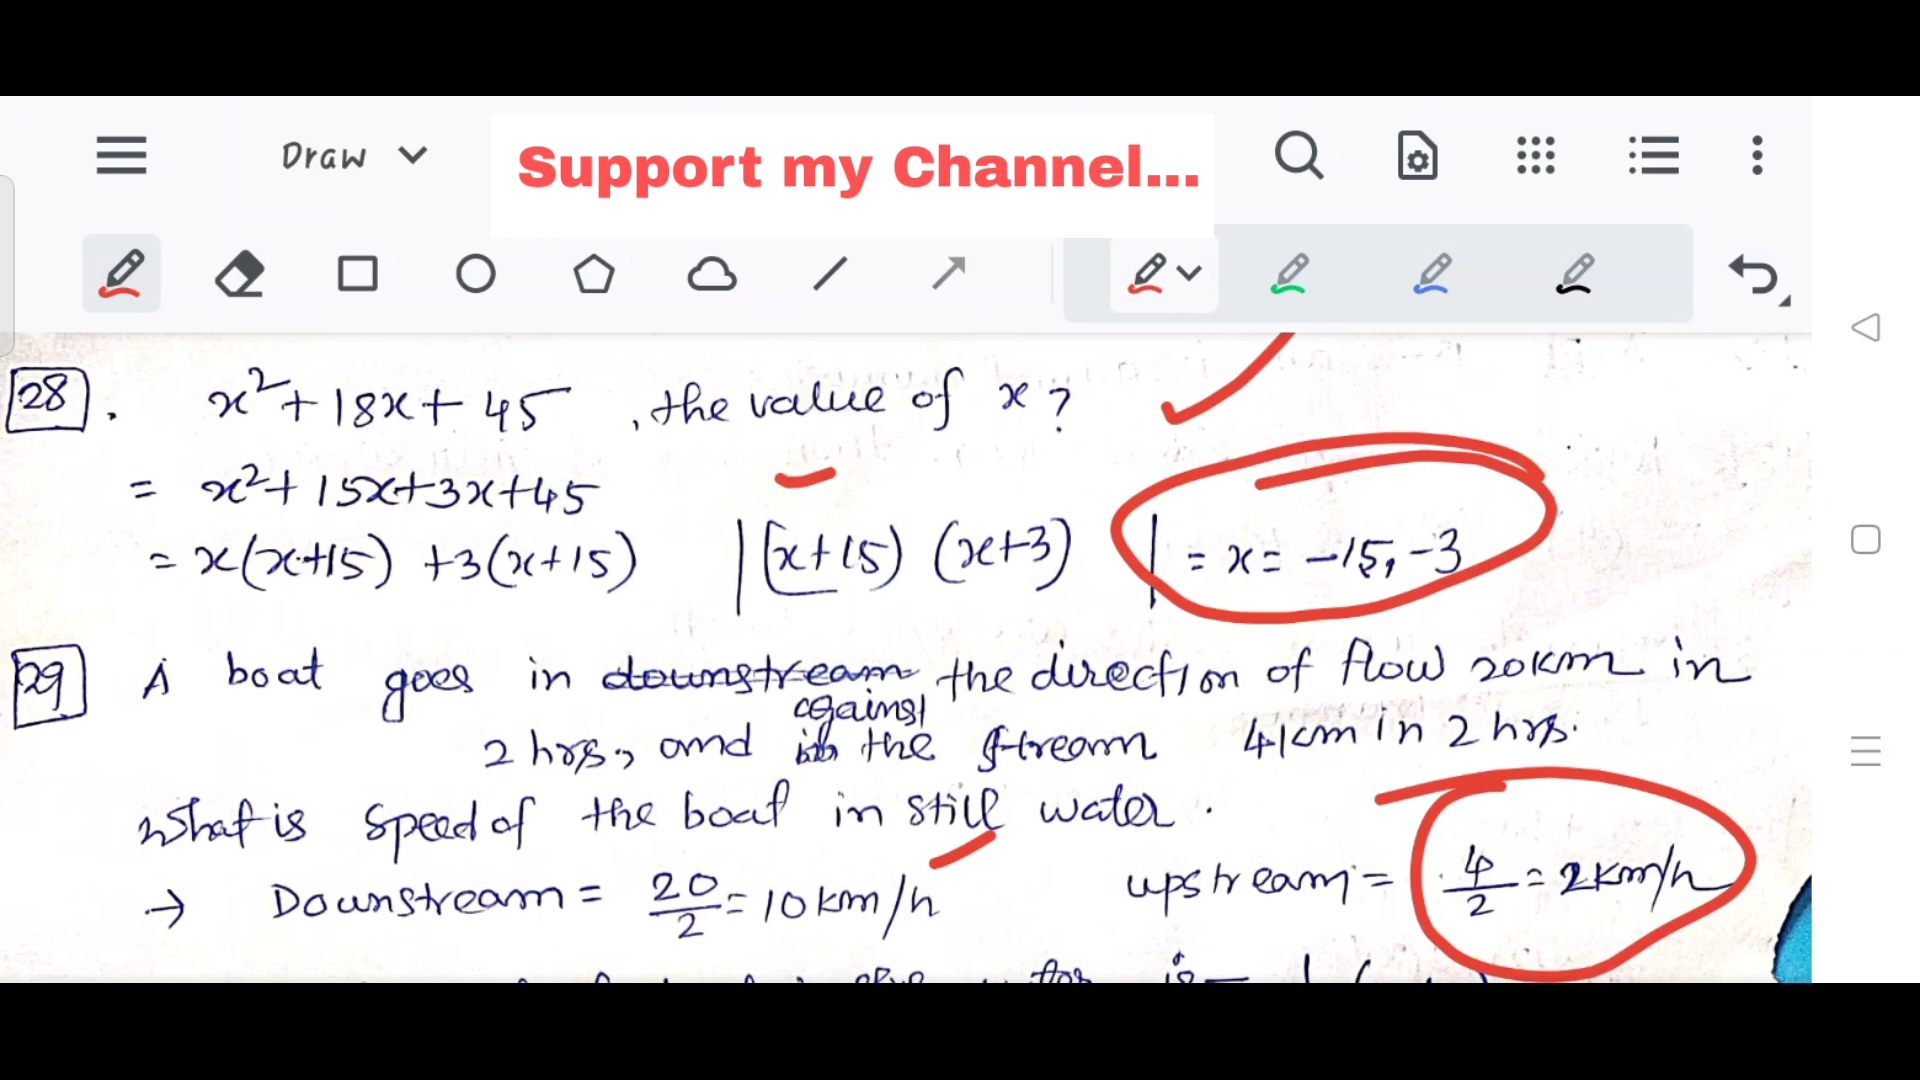 Draw
Support my Channel...
28. x²+18x+45, the value of x?
= x²+15x+3x+45
= x(x+15) +3(x+15) | (x+15) (x+3) | = x = -15, -3
29 A boat goes in downstream the direction of flow 20km in
against
2 hrs., and in the stream 4km in 2 hrs.
What is speed of the boat in still water.
→ Downstream = 20/2 = 10km/h upstream = 4/2 = 2km/h